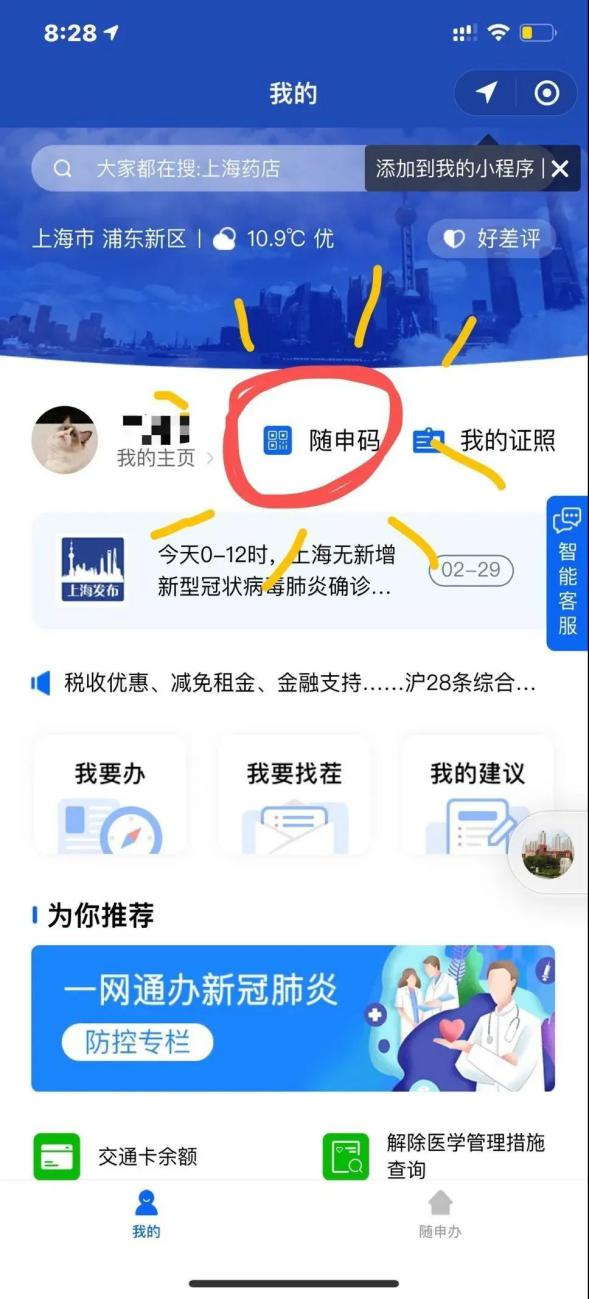 8:28
我的
大家都在搜:上海药店
添加到我的小程序
上海市 浦东新区
10.9℃ 优
好差评
我的主页
随申码
我的证照
今天0-12时，上海无新增
新型冠状病毒肺炎确诊...
02-29
上海发布
智能客服
税收优惠、减免租金、金融支持......沪28条综合...
我要办
我要找茬
我的建议
为你推荐
一网通办新冠肺炎
防控专栏
交通卡余额
解除医学管理措施
查询
我的
随申办